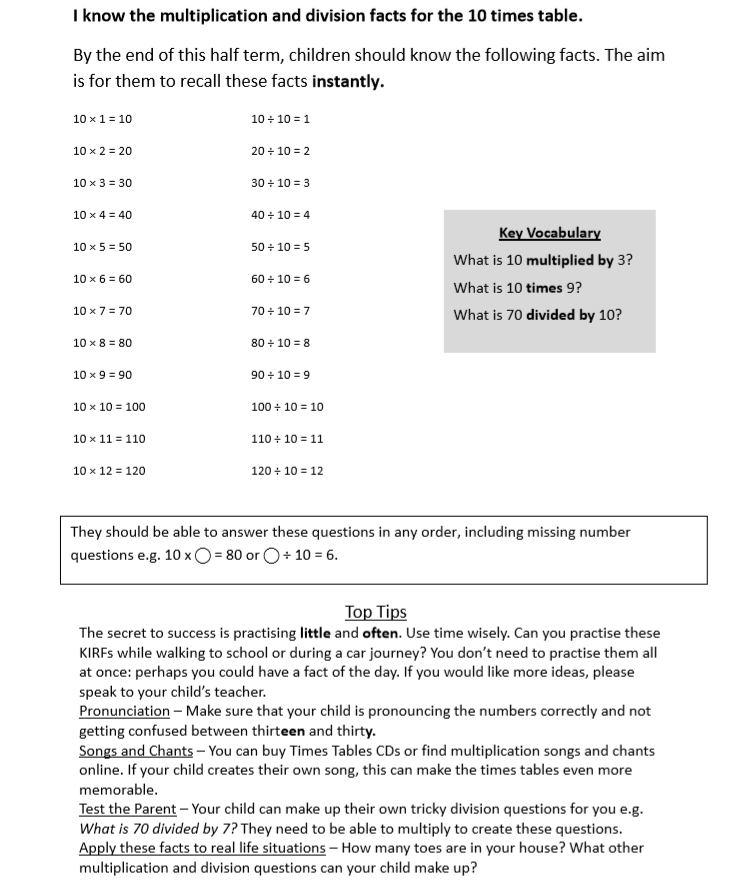 I know the multiplication and division facts for the 10 times table.
By the end of this half term, children should know the following facts. The aim
is for them to recall these facts instantly.
10 × 1 = 10
10 × 2 = 20
10 × 3 = 30
10 × 4 = 40
10 × 5 = 50
10 × 6 = 60
10 × 7 = 70
10 × 8 = 80
10 × 9 = 90
10 × 10 = 100
10 × 11 = 110
10 × 12 = 120
10 ÷ 10 = 1
20 ÷ 10 = 2
30 ÷ 10 = 3
40 ÷ 10 = 4
50 ÷ 10 = 5
60 ÷ 10 = 6
70 ÷ 10 = 7
80 ÷ 10 = 8
90 ÷ 10 = 9
100 ÷ 10 = 10
110 ÷ 10 = 11
120 ÷ 10 = 12
Key Vocabulary
What is 10 multiplied by 3?
What is 10 times 9?
What is 70 divided by 10?
They should be able to answer these questions in any order, including missing number
questions e.g. 10 x ◯ = 80 or ◯ ÷ 10 = 6.
Top Tips
The secret to success is practising little and often. Use time wisely. Can you practise these
KIRFs while walking to school or during a car journey? You don't need to practise them all
at once: perhaps you could have a fact of the day. If you would like more ideas, please
speak to your child's teacher.
Pronunciation – Make sure that your child is pronouncing the numbers correctly and not
getting confused between thirteen and thirty.
Songs and Chants – You can buy Times Tables CDs or find multiplication songs and chants
online. If your child creates their own song, this can make the times tables even more
memorable.
Test the Parent – Your child can make up their own tricky division questions for you e.g.
What is 70 divided by 7? They need to be able to multiply to create these questions.
Apply these facts to real life situations – How many toes are in your house? What other
multiplication and division questions can your child make up?